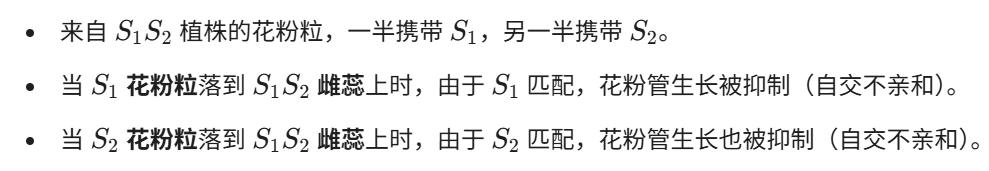 • 来自 S₁S₂ 植株的花粉粒，一半携带 S₁，另一半携带 S₂。
• 当 S₁ 花粉粒落到 S₁S₂ 雌蕊上时，由于 S₁ 匹配，花粉管生长被抑制（自交不亲和）。
• 当 S₂ 花粉粒落到 S₁S₂ 雌蕊上时，由于 S₂ 匹配，花粉管生长也被抑制（自交不亲和）。